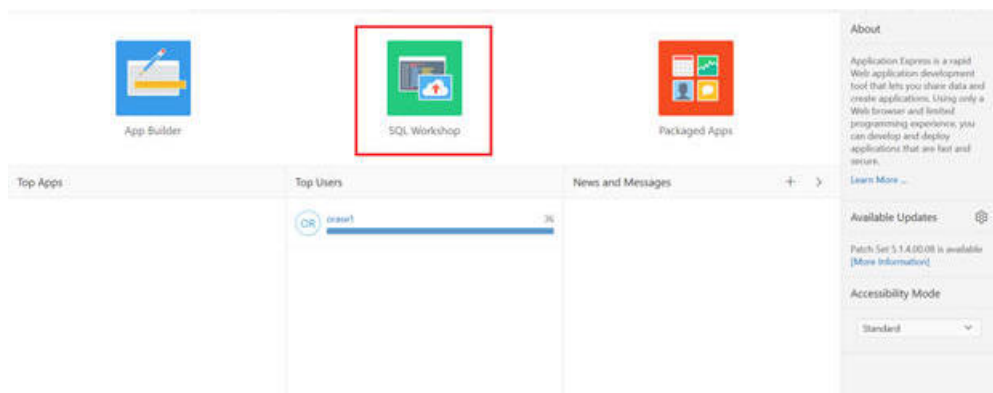 App Builder
SQL Workshop
Packaged Apps
Top Apps
Top Users
News and Messages
OR
36
About
Application Express is a rapid
Web application development
tool that lets you share data and
create applications. Using only a
Web browser and limited
programming experience, you
can develop and deploy
applications that are fast and
secure.
Learn More ...
Available Updates
Patch Set 5.1.4.00.08 is available
[More Information]
Accessibility Mode
Standard